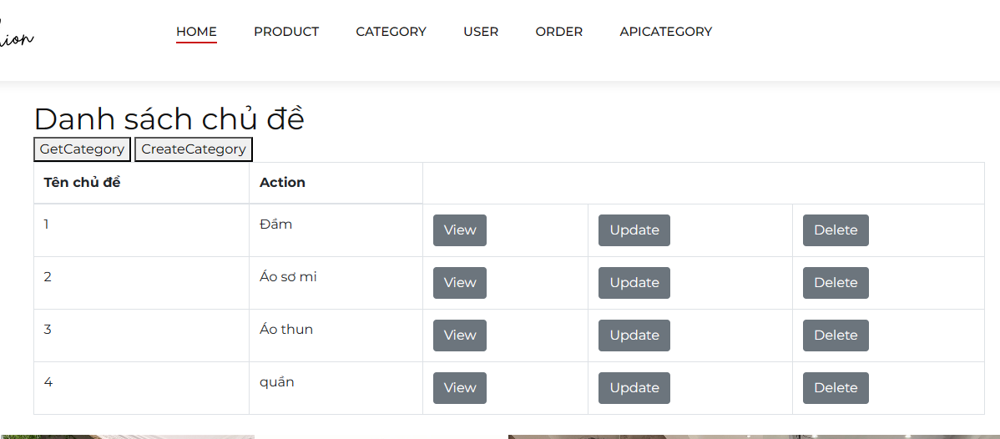 HOME PRODUCT CATEGORY USER ORDER APICATEGORY
Danh sách chủ đề
GetCategory CreateCategory
Tên chủ đề Action
1 Đầm View Update Delete
2 Áo sơ mi View Update Delete
3 Áo thun View Update Delete
4 quần View Update Delete